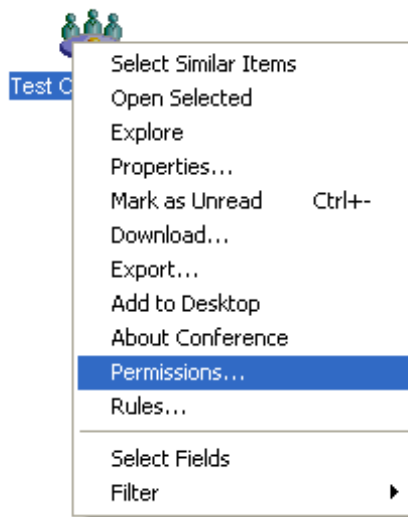 Test C
Select Similar Items
Open Selected
Explore
Properties...
Mark as Unread Ctrl+-
Download...
Export...
Add to Desktop
About Conference
Permissions...
Rules...
Select Fields
Filter